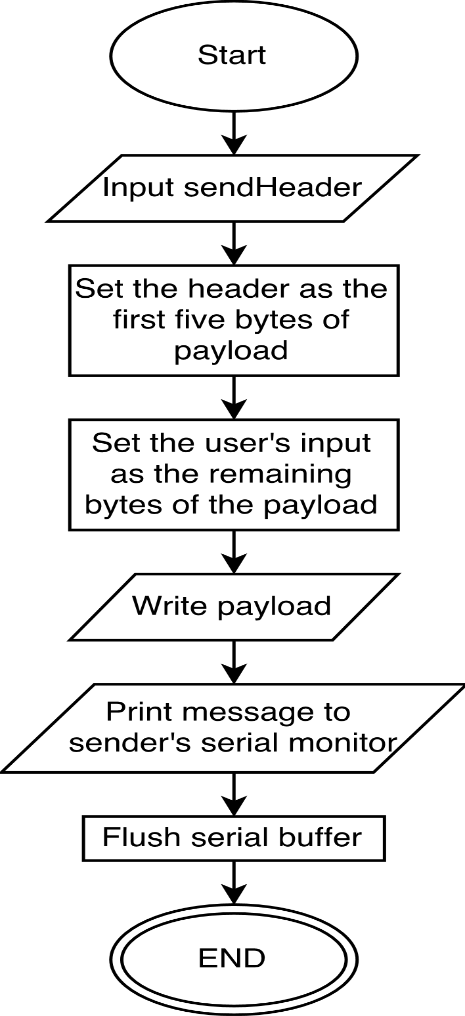 Start
Input sendHeader
Set the header as the
first five bytes of
payload
Set the user's input
as the remaining
bytes of the payload
Write payload
Print message to
sender's serial monitor
Flush serial buffer
END